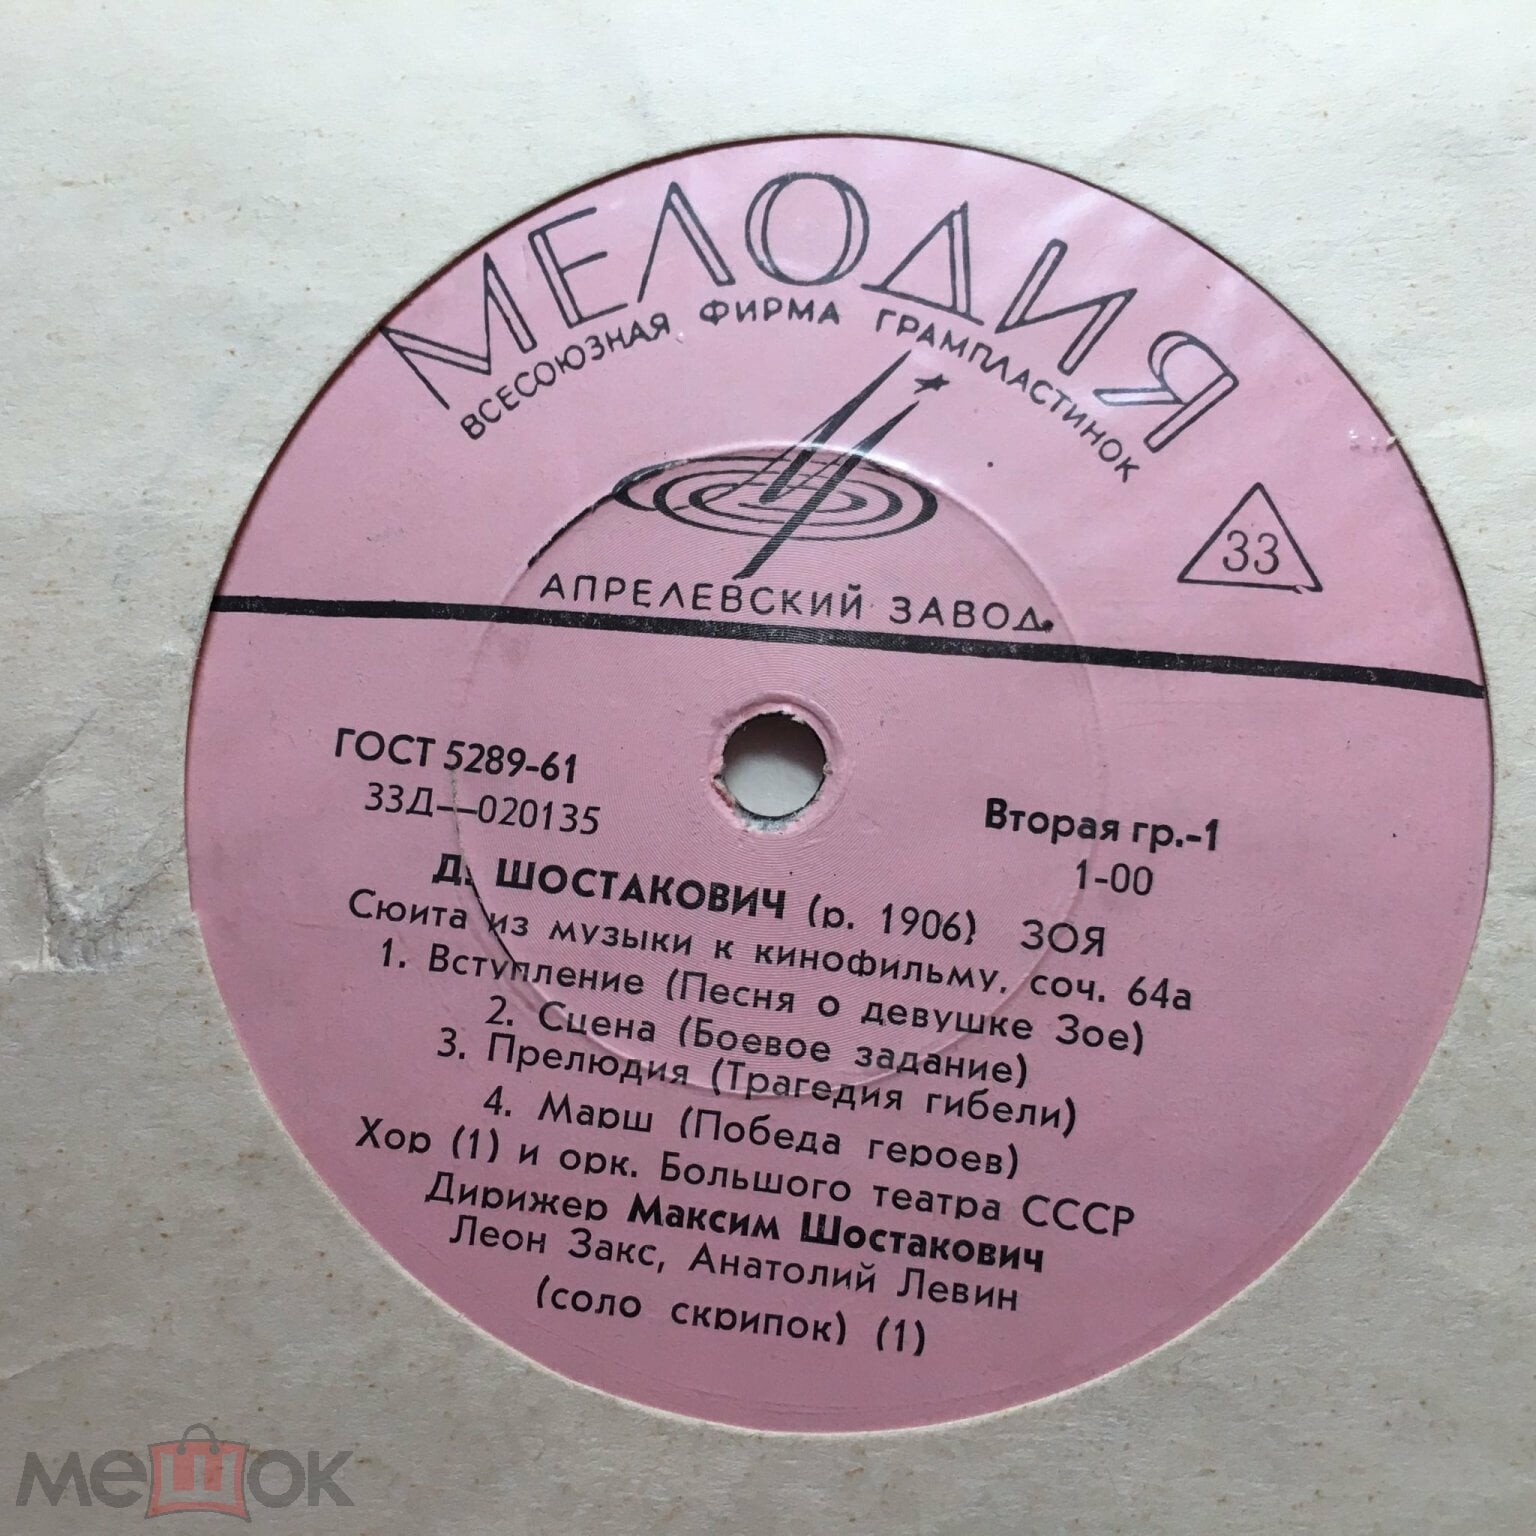 МЕЛОДИЯ
ВСЕСОЮЗНАЯ ФИРМА ГРАМПЛАСТИНОК
33
АПРЕЛЕВСКИЙ ЗАВОД
ГОСТ 5289-61
33Д—020135
Вторая гр.-1
1-00
Д. ШОСТАКОВИЧ (р. 1906) ЗОЯ
Сюита из музыки к кинофильму, соч. 64а
1. Вступление (Песня о девушке Зое)
2. Сцена (Боевое задание)
3. Прелюдия (Трагедия гибели)
4. Марш (Победа героев)
Хор (1) и орк. Большого театра СССР
Дирижер Максим Шостакович
Леон Закс, Анатолий Левин
(соло скрипок) (1)
мешок